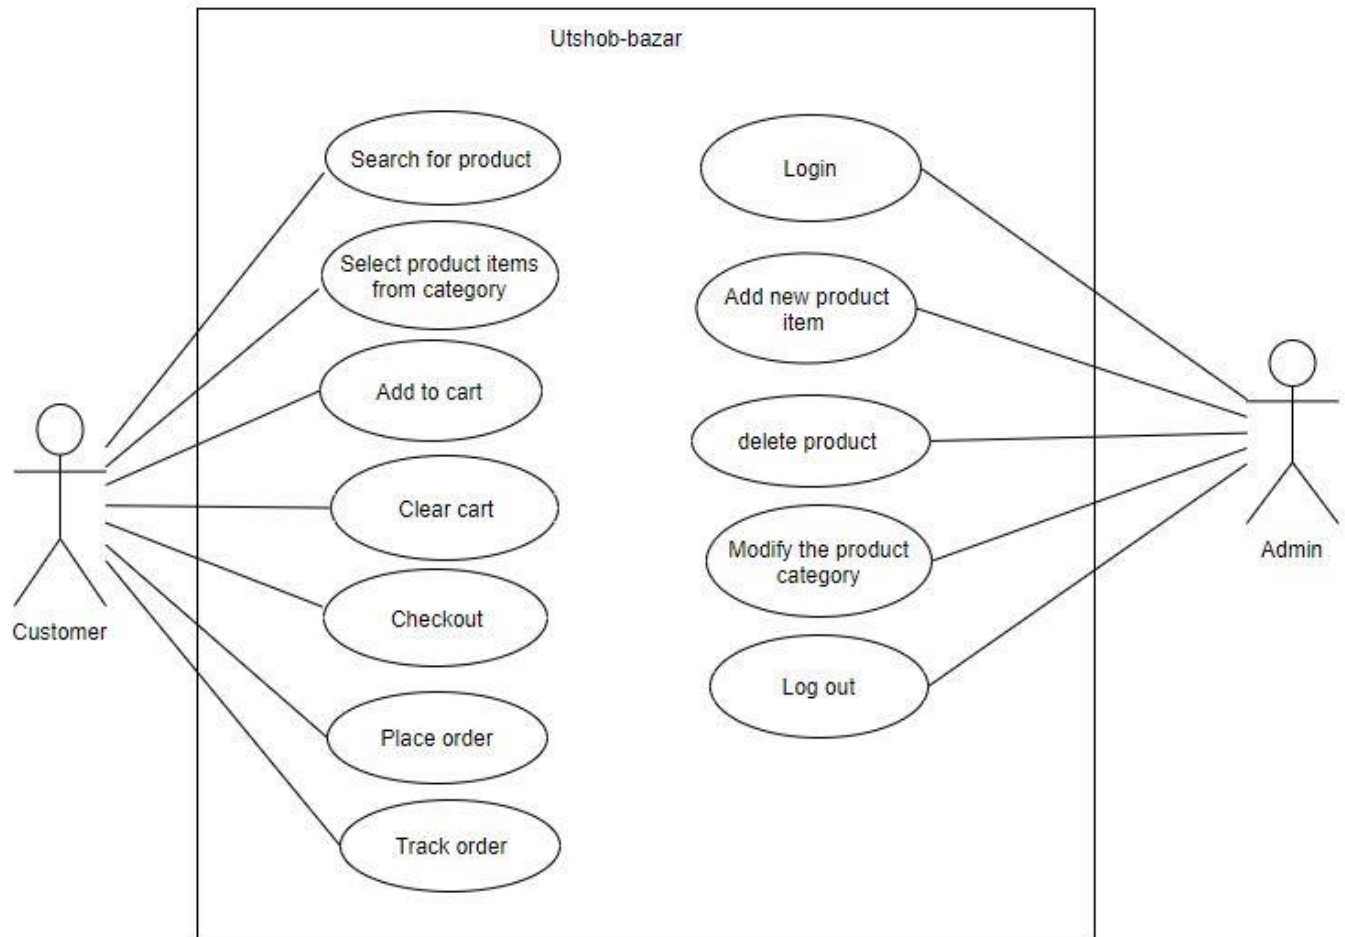 Utshob-bazar
Search for product
Select product items
from category
Add to cart
Clear cart
Checkout
Place order
Track order
Customer
Login
Add new product
item
delete product
Modify the product
category
Log out
Admin